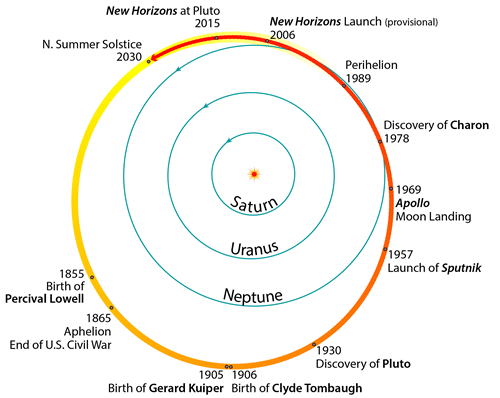 New Horizons at Pluto
2015
New Horizons Launch (provisional)
2006
N. Summer Solstice
2030
Perihelion
1989
Discovery of Charon
1978
1969
Apollo
Moon Landing
1957
Launch of Sputnik
Saturn
Uranus
Neptune
1855
Birth of
Percival Lowell
1865
Aphelion
End of U.S. Civil War
1930
Discovery of Pluto
1905
Birth of Gerard Kuiper
1906
Birth of Clyde Tombaugh